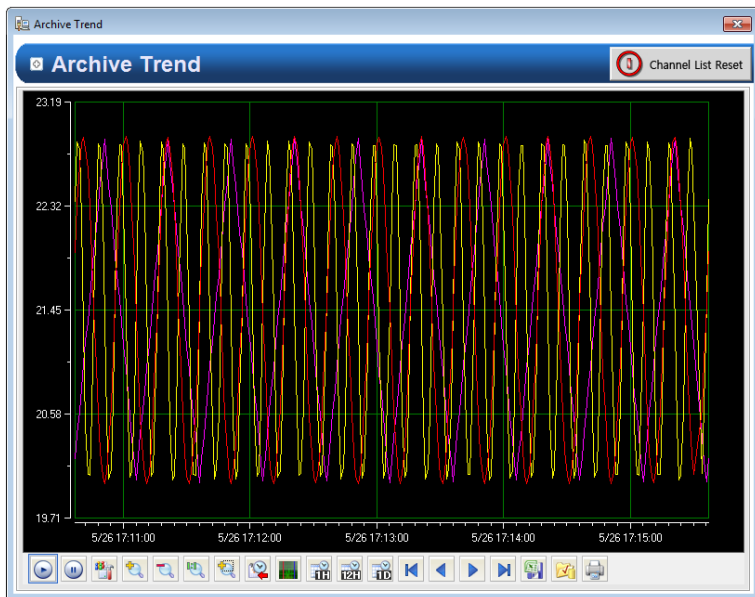 Archive Trend
Archive Trend
Channel List Reset
23.19
22.32
21.45
20.58
19.71
5/26 17:11:00 5/26 17:12:00 5/26 17:13:00 5/26 17:14:00 5/26 17:15:00
1H 12H 1D